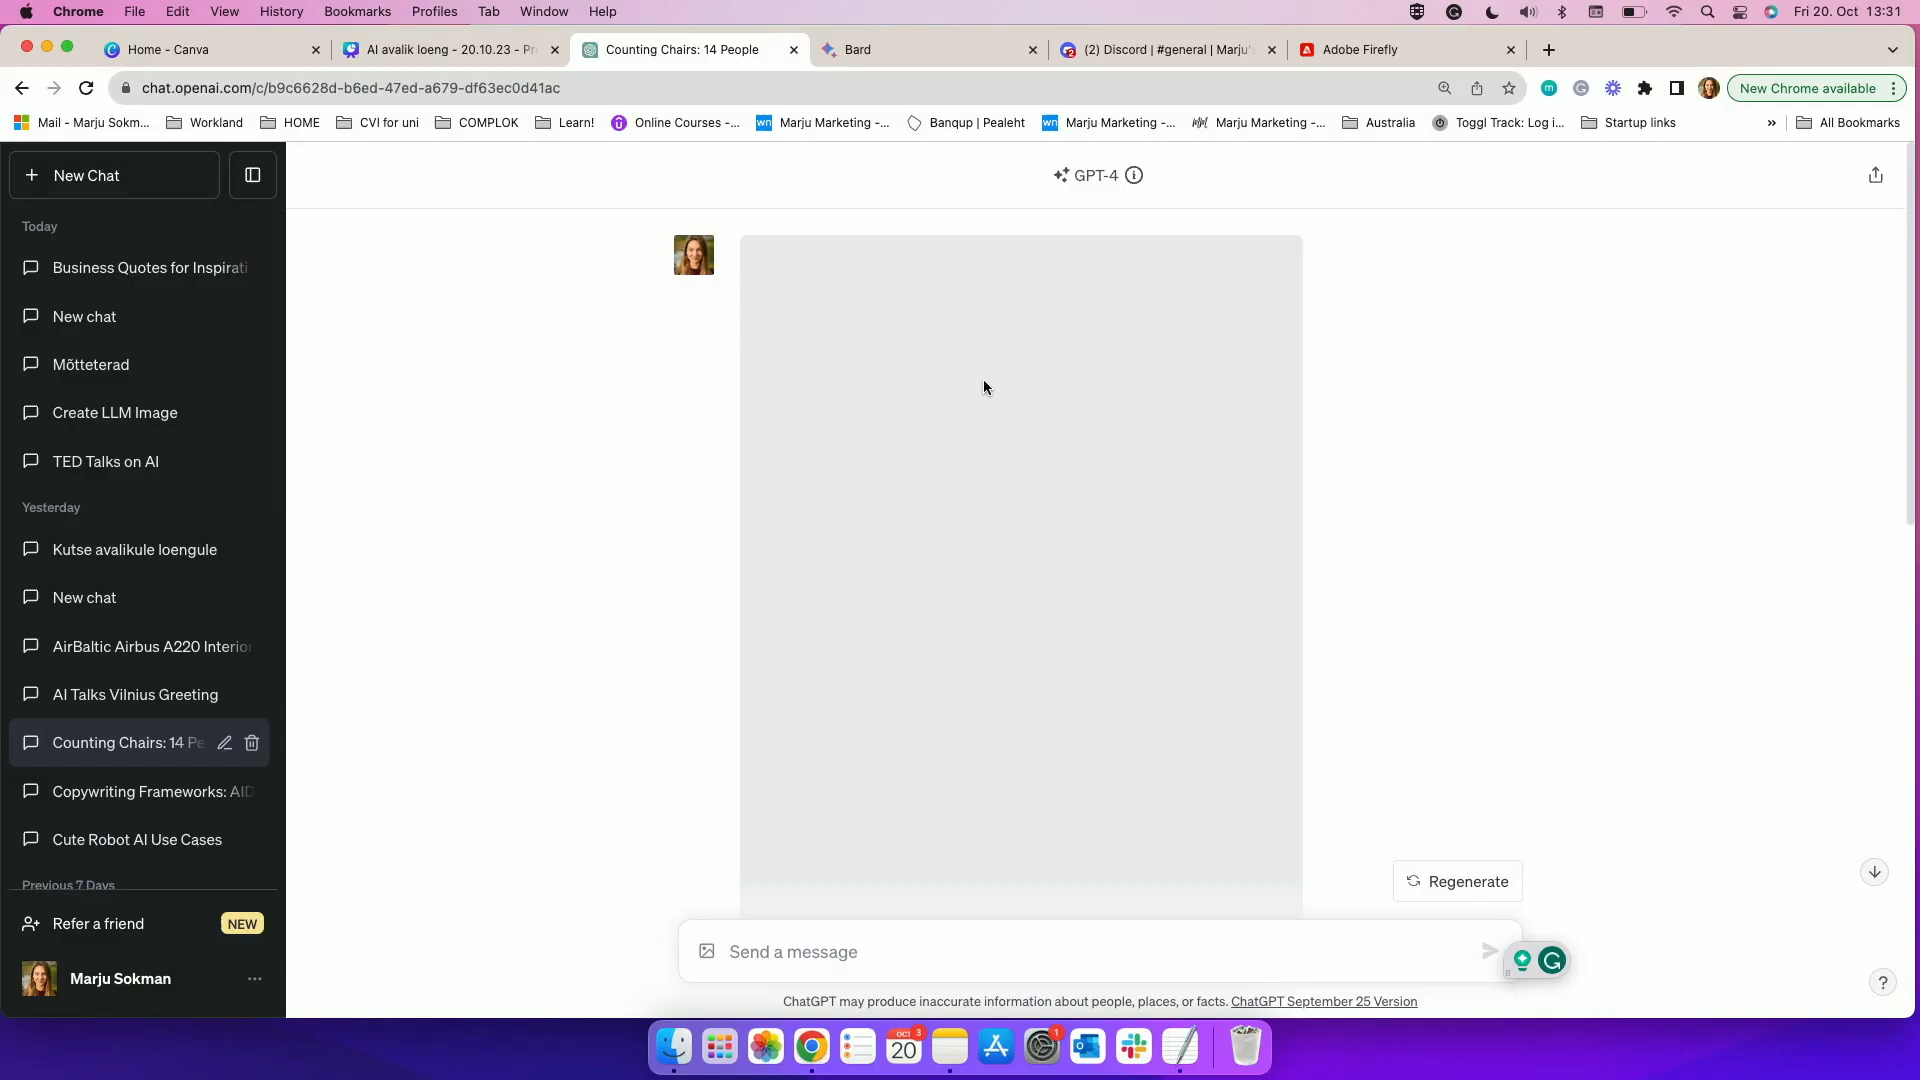 Chrome File Edit View History Bookmarks Profiles Tab Window Help Fri 20. Oct 13:31
Home - Canva AI avalik loeng - 20.10.23 - Pr Counting Chairs: 14 People Bard (2) Discord | #general | Marju's Adobe Firefly
chat.openai.com/c/b9c6628d-b6ed-47ed-a679-df63ec0d41ac New Chrome available
Mail - Marju Sokm... Workland HOME CVI for uni COMPLOK Learn! Online Courses -... wn Marju Marketing -... Banqup | Pealeht wn Marju Marketing -... Marju Marketing -... Australia Toggl Track: Log i... Startup links » All Bookmarks
New Chat
GPT-4
Today
Business Quotes for Inspirati
New chat
Mõtteterad
Create LLM Image
TED Talks on AI
Yesterday
Kutse avalikule loengule
New chat
AirBaltic Airbus A220 Interior
AI Talks Vilnius Greeting
Counting Chairs: 14 Pe
Copywriting Frameworks: AID
Cute Robot AI Use Cases
Previous 7 Days
Regenerate
Refer a friend NEW
Send a message
Marju Sokman
ChatGPT may produce inaccurate information about people, places, or facts. ChatGPT September 25 Version
?
OCT 3
20
1